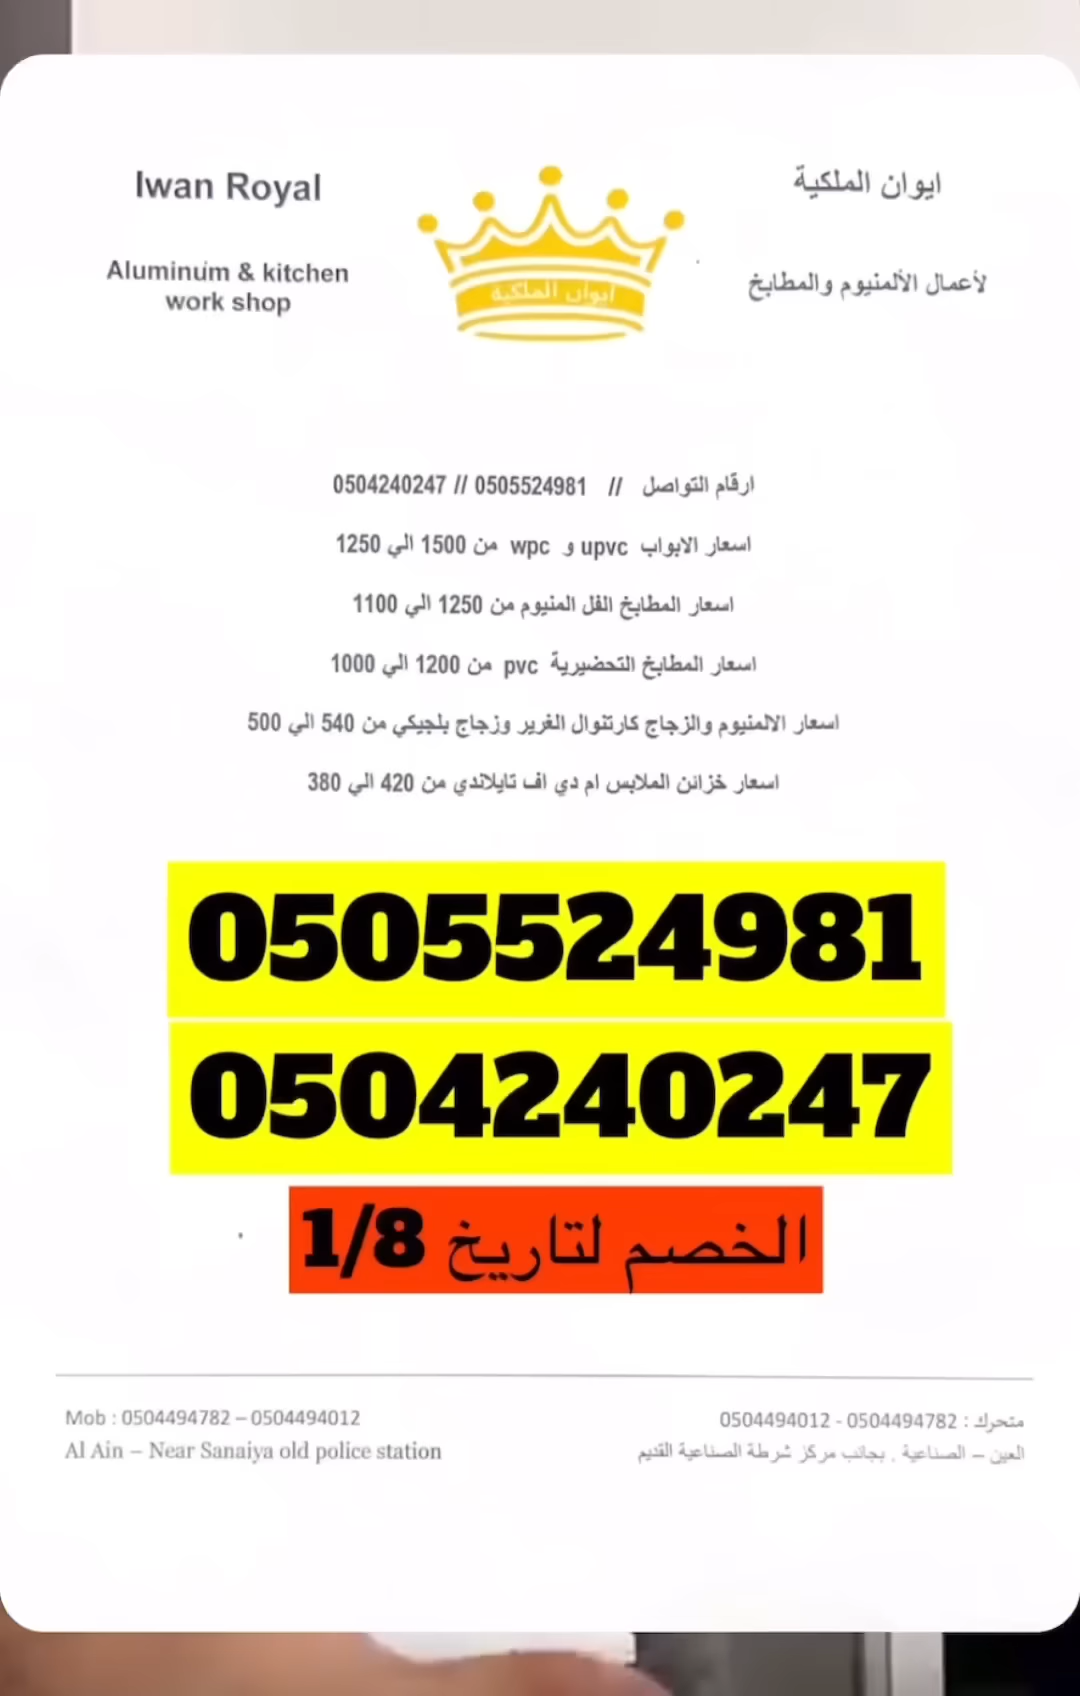 Iwan Royal
Aluminum & kitchen
work shop
ايوان الملكية
ايوان الملكية
لأعمال الألمنيوم والمطابخ
ارقام التواصل // 0505524981 // 0504240247
اسعار الابواب upvc و wpc من 1500 الي 1250
اسعار المطابخ الفل المنيوم من 1250 الي 1100
اسعار المطابخ التحضيرية pvc من 1200 الي 1000
اسعار الالمنيوم والزجاج كارتنوال الغرير وزجاج بلجيكي من 540 الي 500
اسعار خزائن الملابس ام دي اف تايلاندي من 420 الي 380
0505524981
0504240247
الخصم لتاريخ 1/8
Mob : 0504494782 – 0504494012
Al Ain – Near Sanaiya old police station
متحرك : 0504494782 - 0504494012
العين – الصناعية . بجانب مركز شرطة الصناعية القديم